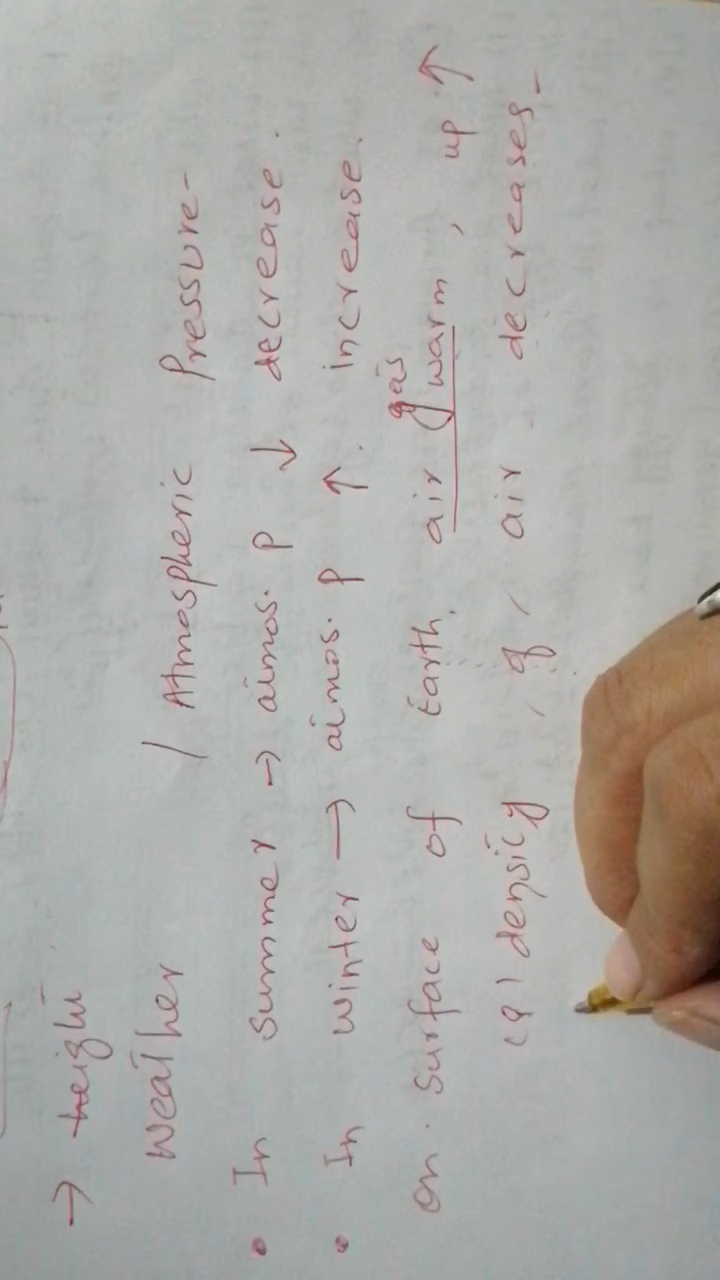 → height
Weather / Atmospheric Pressure-
• In summer → atmos. P ↓ decrease.
• In winter → atmos. P ↑. increase.
on surface of Earth, air gas warm, up ↑
(ρ) density, of, air decreases-